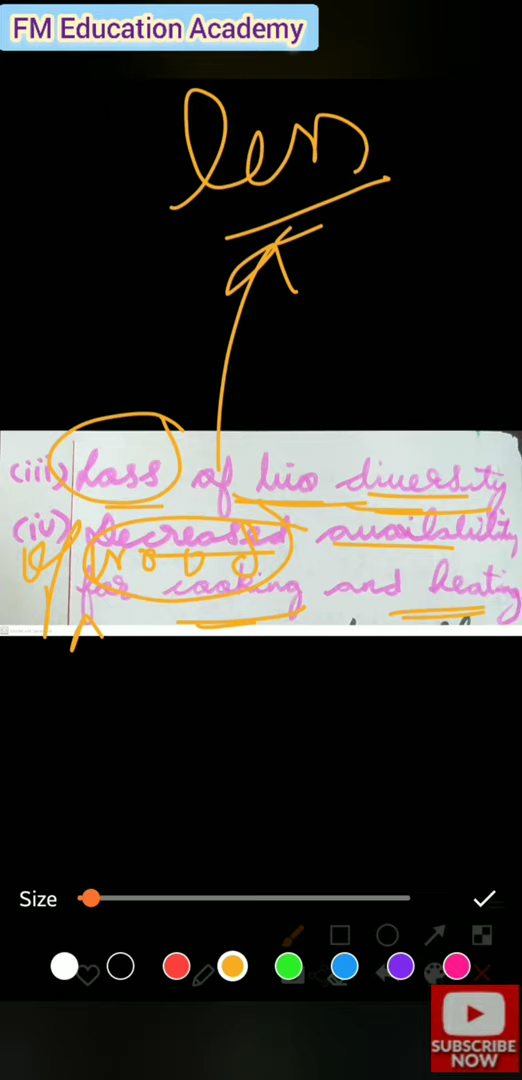 FM Education Academy
less
(iii) Loss of bio diversity
(iv) Decreased availability
for cooking and heating
Size
SUBSCRIBE
NOW